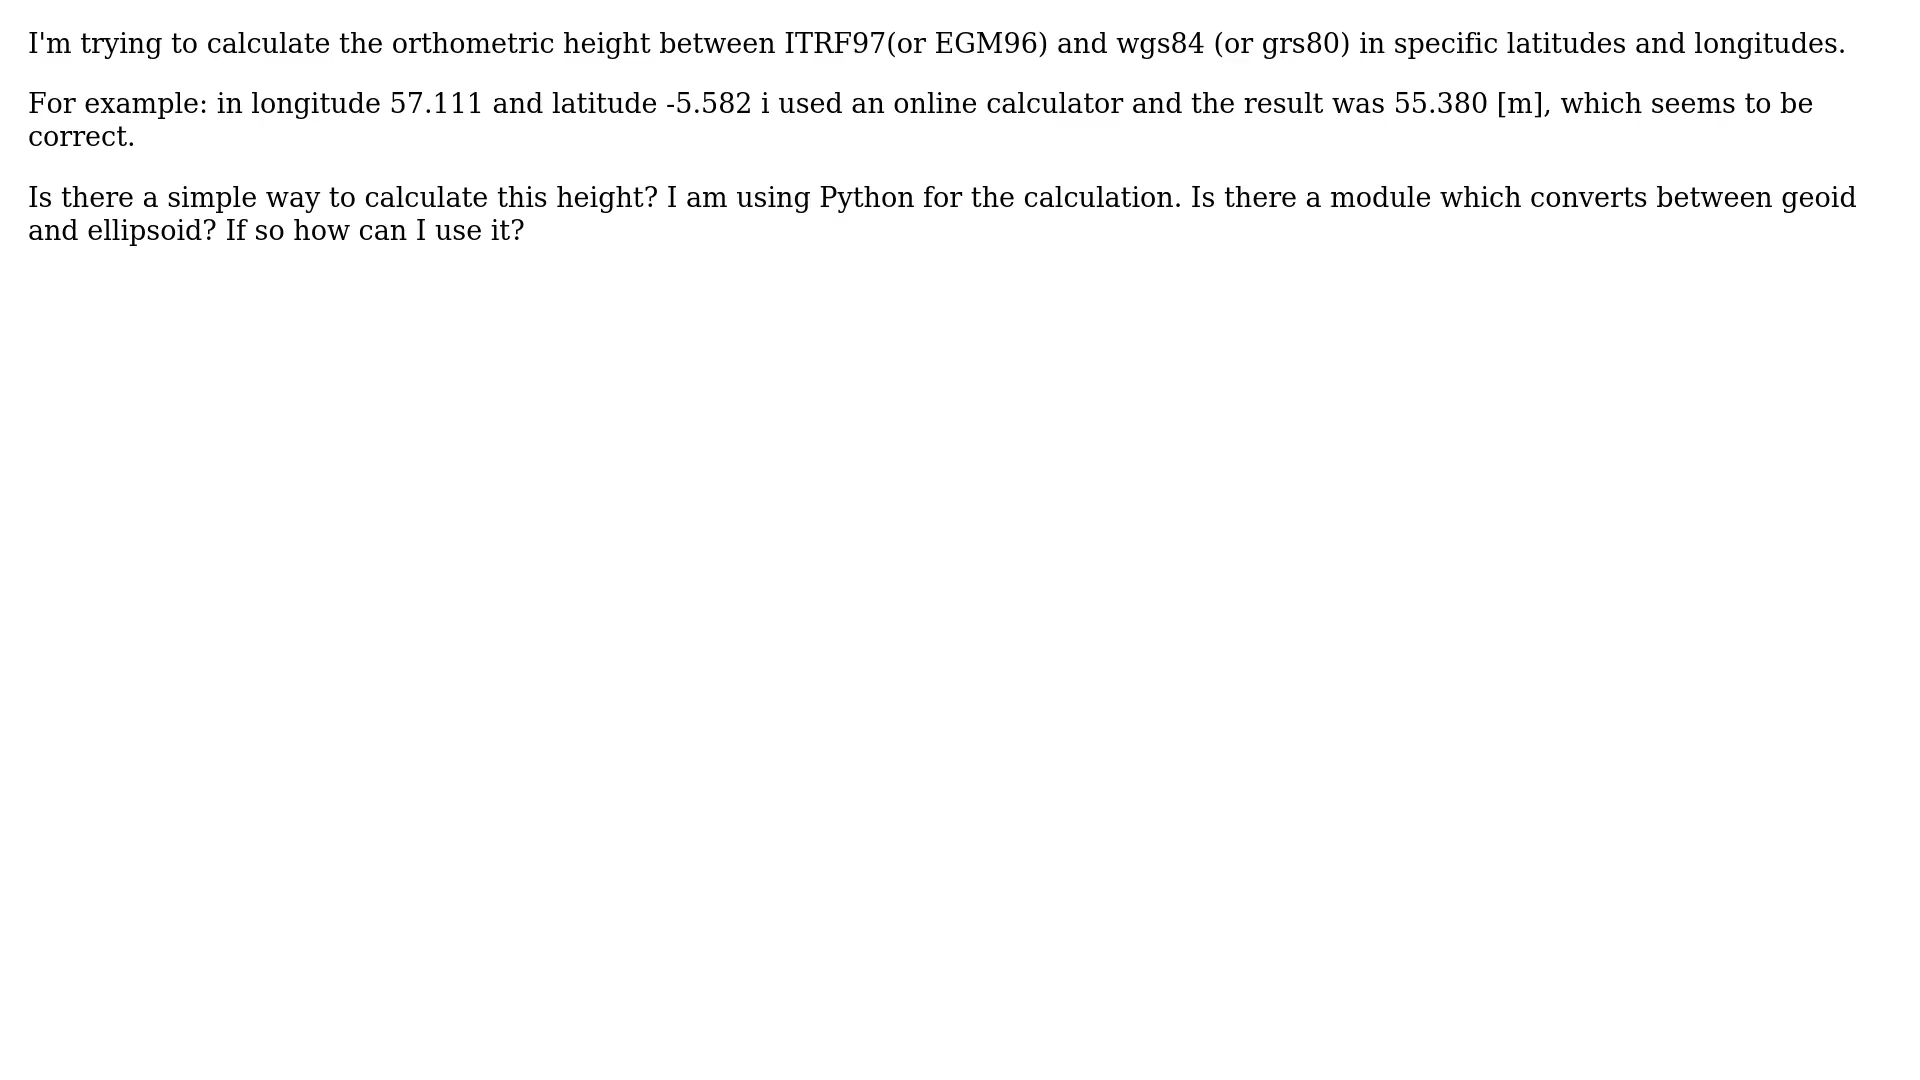 I'm trying to calculate the orthometric height between ITRF97(or EGM96) and wgs84 (or grs80) in specific latitudes and longitudes.
For example: in longitude 57.111 and latitude -5.582 i used an online calculator and the result was 55.380 [m], which seems to be
correct.
Is there a simple way to calculate this height? I am using Python for the calculation. Is there a module which converts between geoid
and ellipsoid? If so how can I use it?